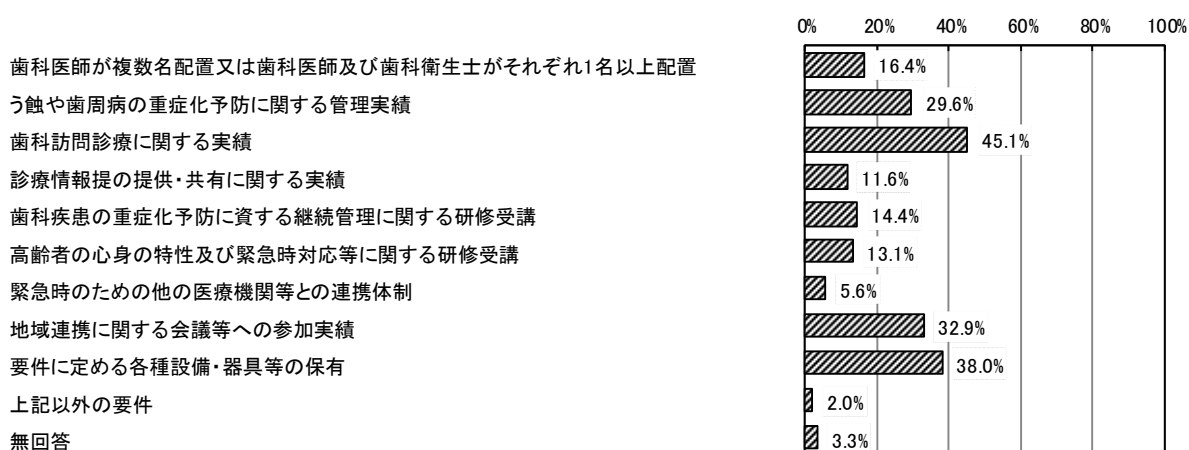 0% 20% 40% 60% 80% 100%
歯科医師が複数名配置又は歯科医師及び歯科衛生士がそれぞれ1名以上配置 16.4%
う蝕や歯周病の重症化予防に関する管理実績 29.6%
歯科訪問診療に関する実績 45.1%
診療情報提の提供・共有に関する実績 11.6%
歯科疾患の重症化予防に資する継続管理に関する研修受講 14.4%
高齢者の心身の特性及び緊急時対応等に関する研修受講 13.1%
緊急時のための他の医療機関等との連携体制 5.6%
地域連携に関する会議等への参加実績 32.9%
要件に定める各種設備・器具等の保有 38.0%
上記以外の要件 2.0%
無回答 3.3%